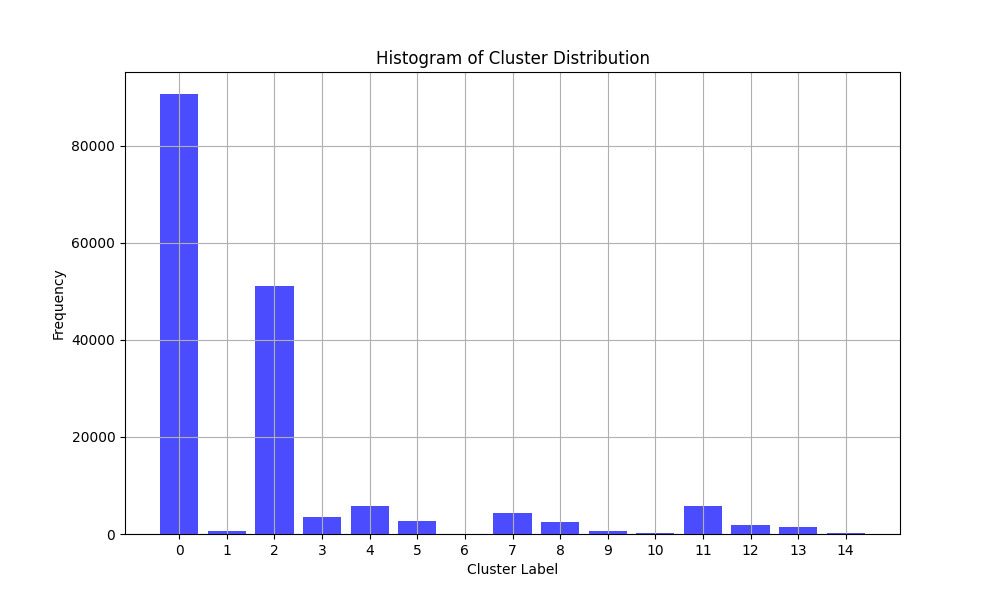 Histogram of Cluster Distribution
80000
60000
40000
20000
0
Frequency
0 1 2 3 4 5 6 7 8 9 10 11 12 13 14
Cluster Label